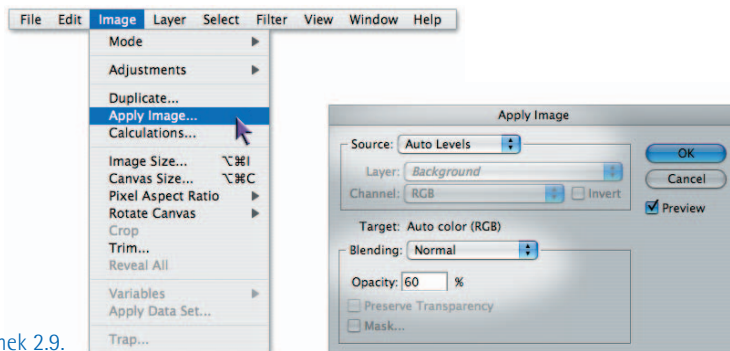 File Edit Image Layer Select Filter View Window Help
Mode
Adjustments
Duplicate...
Apply Image...
Calculations...
Image Size... ⌥⌘I
Canvas Size... ⌥⌘C
Pixel Aspect Ratio
Rotate Canvas
Crop
Trim...
Reveal All
Variables
Apply Data Set...
Trap...
Apply Image
Source: Auto Levels
Layer: Background
Channel: RGB Invert
Target: Auto color (RGB)
Blending: Normal
Opacity: 60 %
Preserve Transparency
Mask...
OK
Cancel
Preview
nek 2.9.